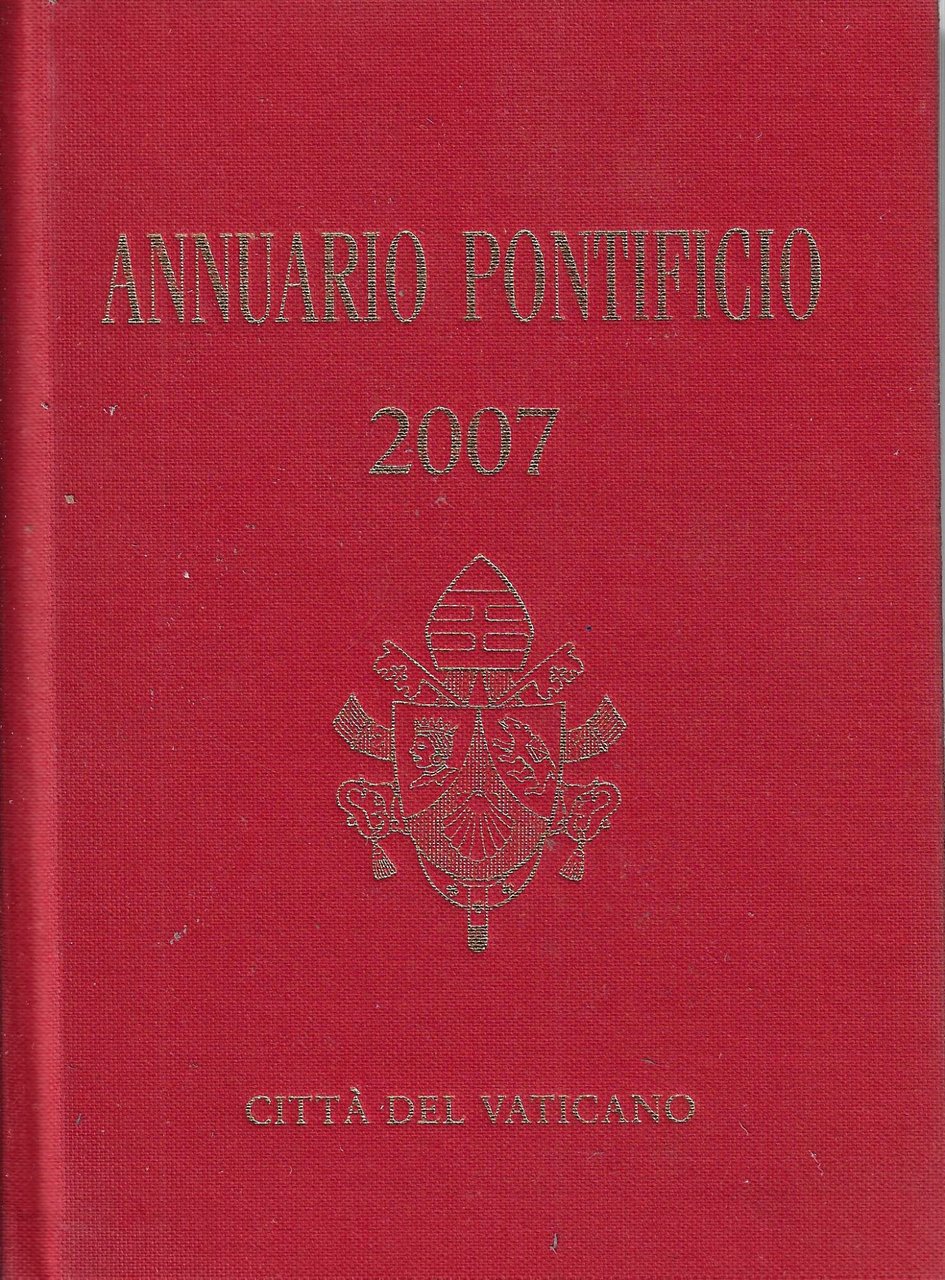 ANNUARIO PONTIFICIO
2007
CITTÀ DEL VATICANO